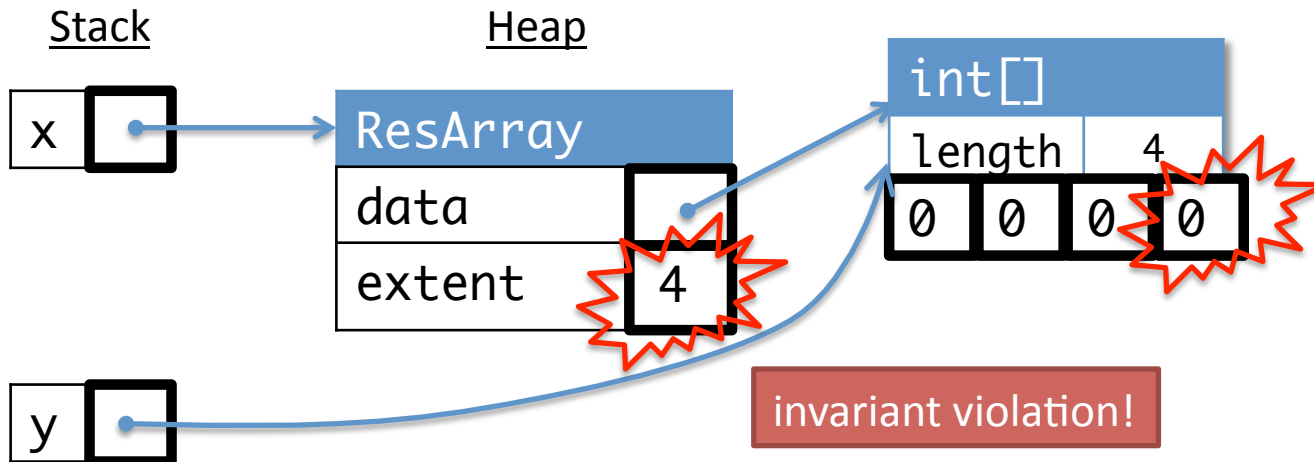 Stack
Heap
x
ResArray
data
extent
4
int[]
length 4
0 0 0 0
y
invariant violation!